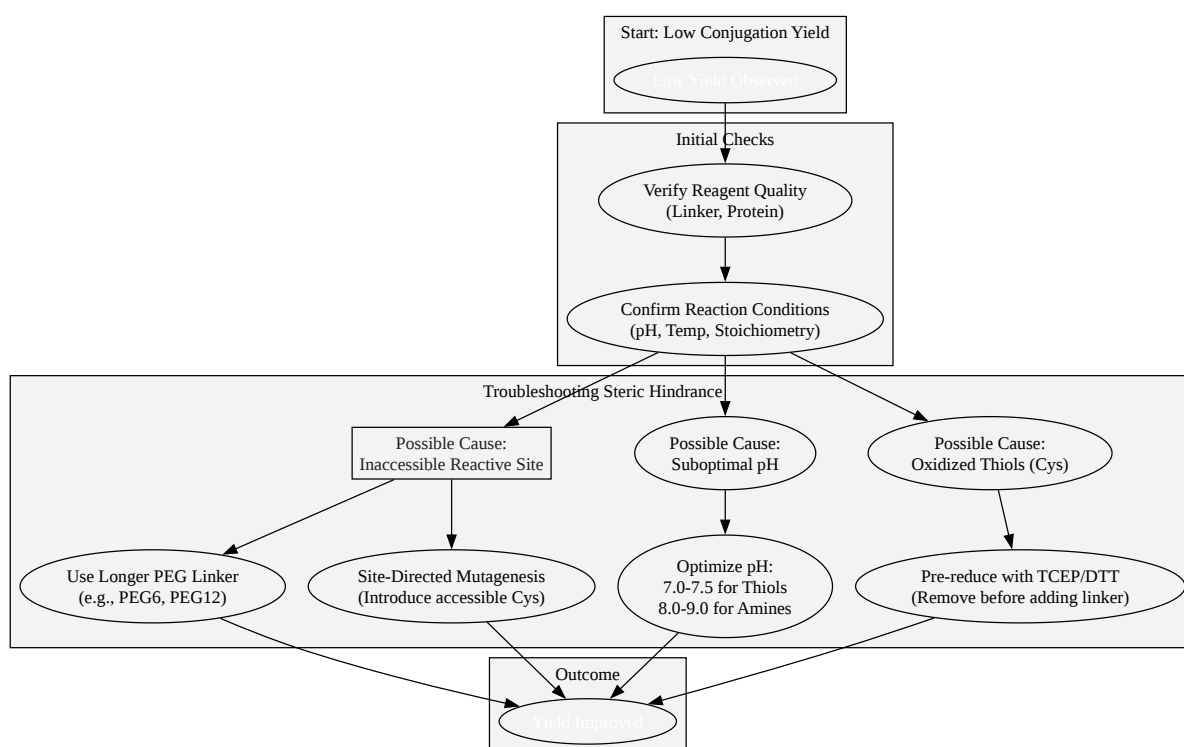 Start: Low Conjugation Yield
Low Yield Observed
Initial Checks
Verify Reagent Quality
(Linker, Protein)
Confirm Reaction Conditions
(pH, Temp, Stoichiometry)
Troubleshooting Steric Hindrance
Possible Cause:
Inaccessible Reactive Site
Possible Cause:
Suboptimal pH
Possible Cause:
Oxidized Thiols (Cys)
Use Longer PEG Linker
(e.g., PEG6, PEG12)
Site-Directed Mutagenesis
(Introduce accessible Cys)
Optimize pH:
7.0-7.5 for Thiols
8.0-9.0 for Amines
Pre-reduce with TCEP/DTT
(Remove before adding linker)
Outcome
Yield Improved